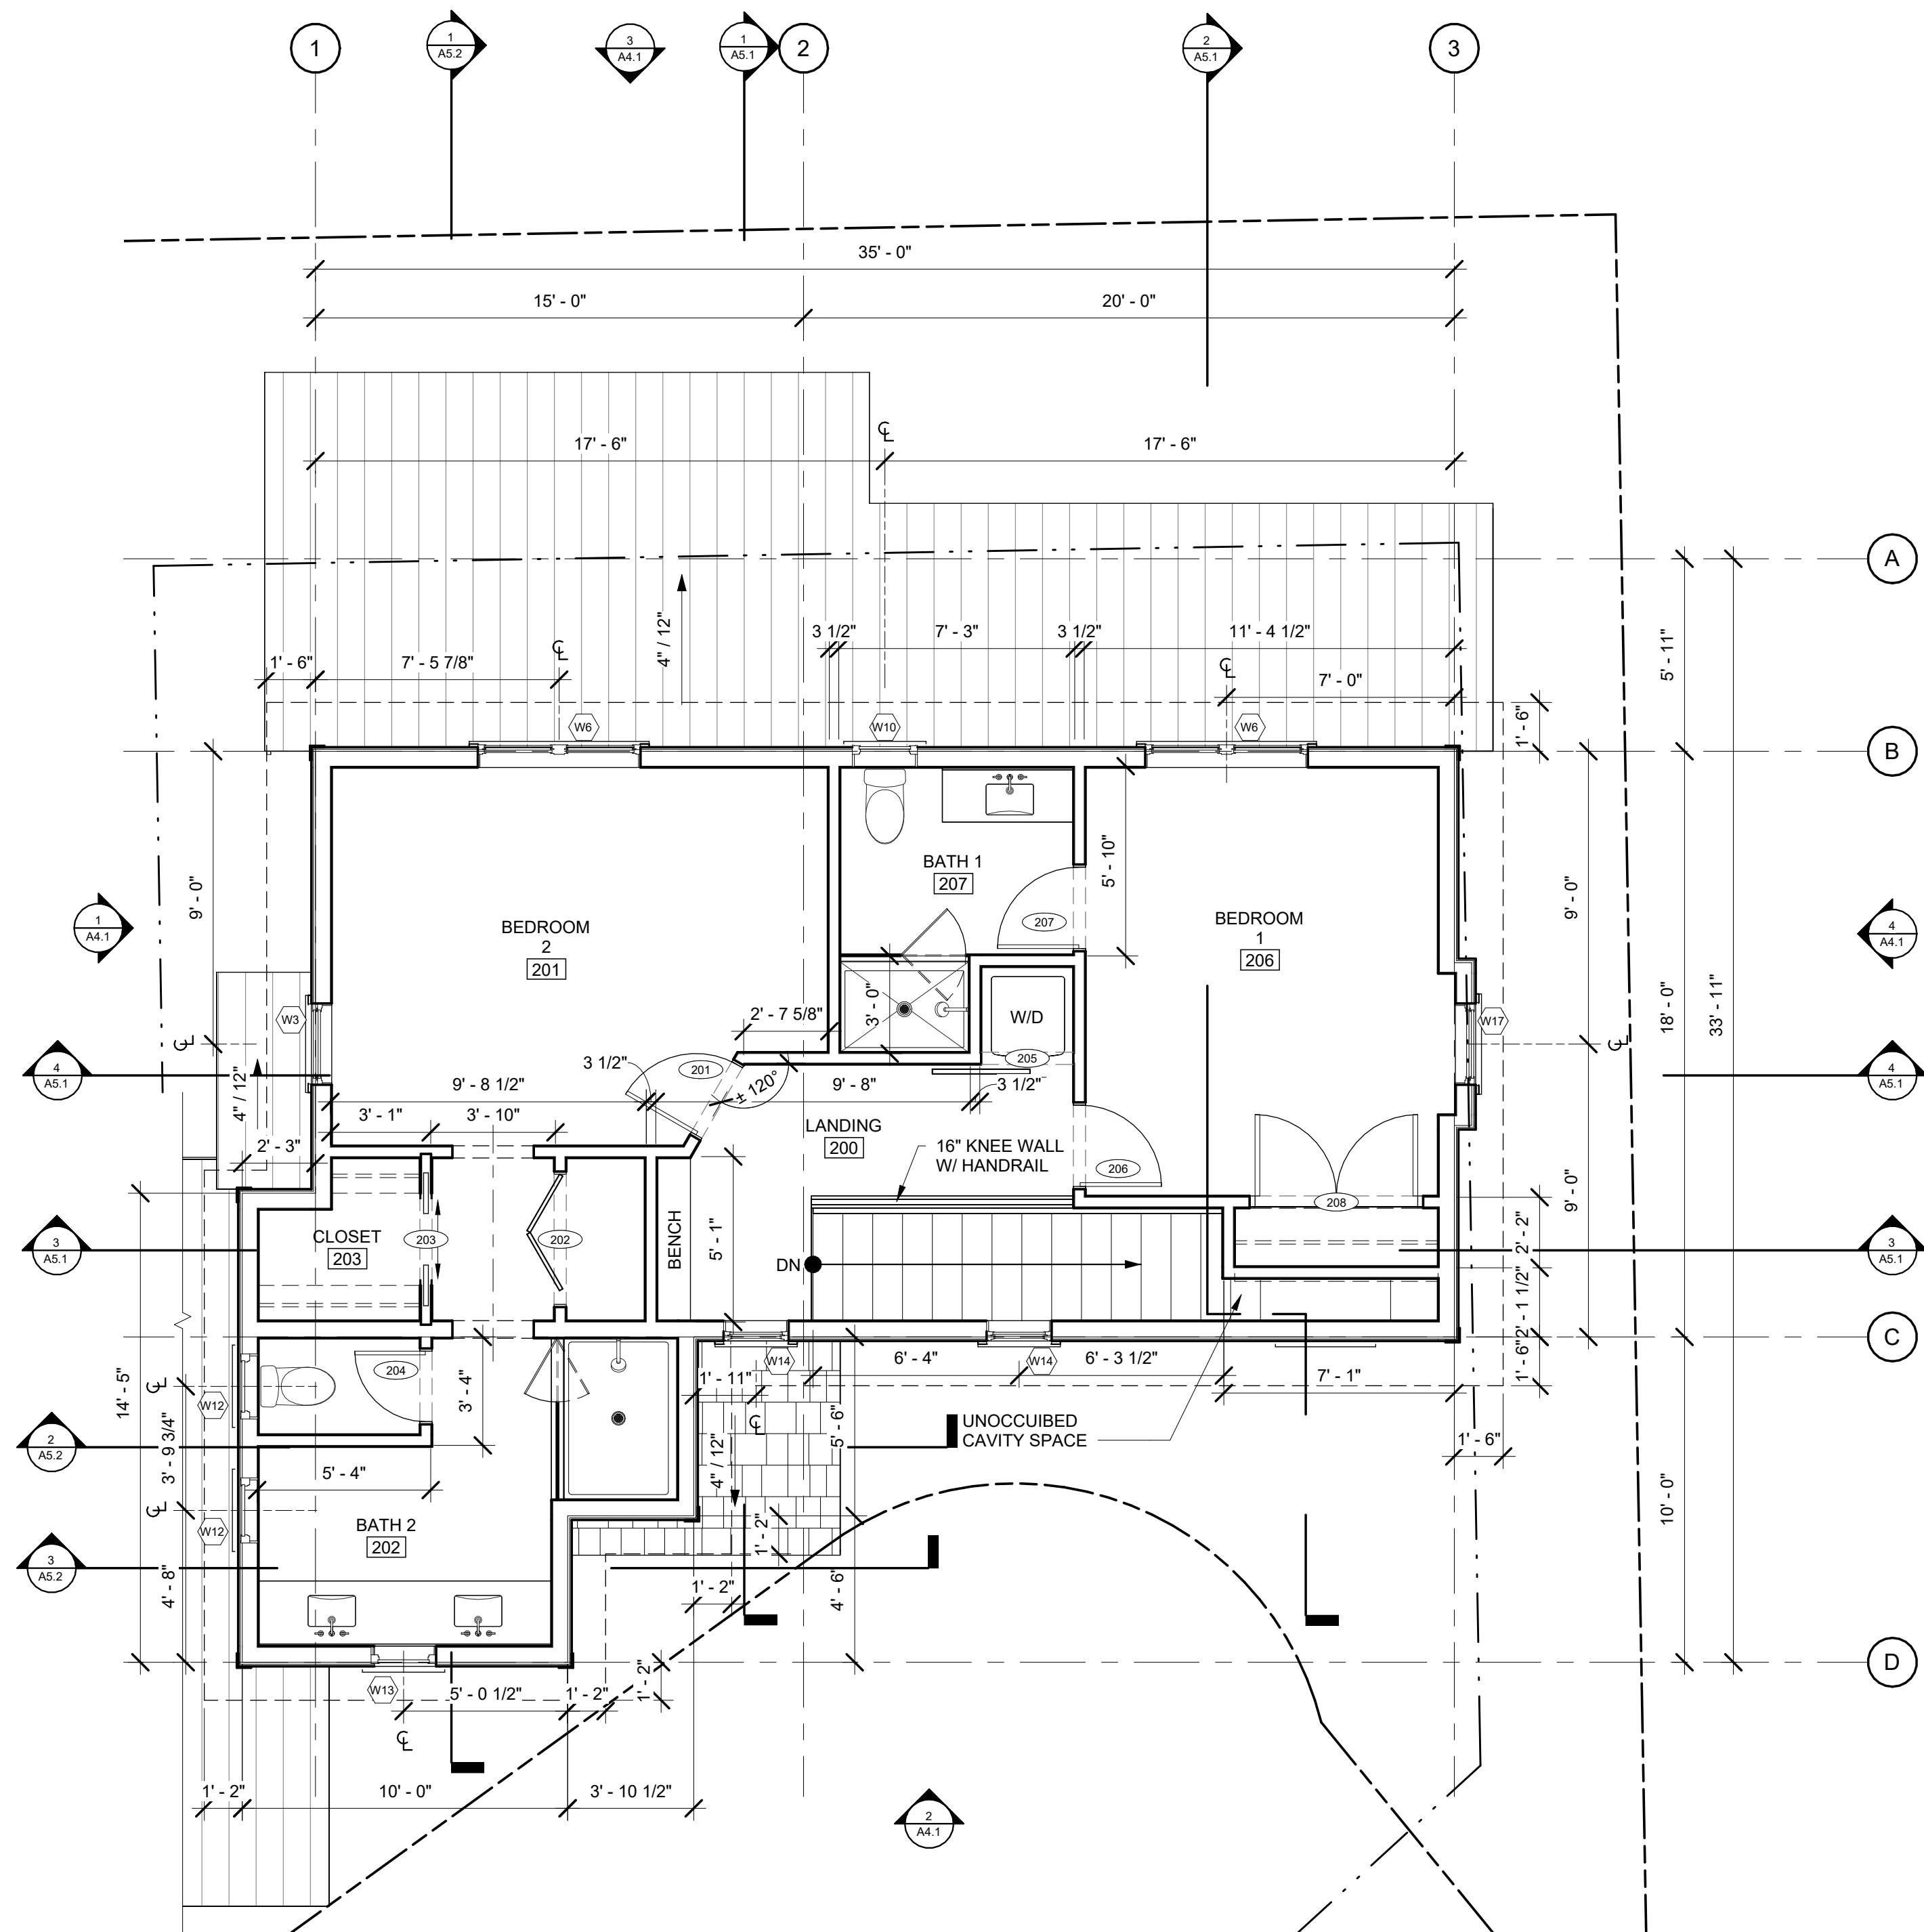 1
1
A5.2
3
A4.1
1
A5.1
2
2
A5.1
3
35' - 0"
15' - 0"
20' - 0"
17' - 6"
17' - 6"
A
4" / 12"
3 1/2"
7' - 3"
3 1/2"
11' - 4 1/2"
5' - 11"
1' - 6"
7' - 5 7/8"
7' - 0"
1' - 6"
W6
W10
W6
B
BATH 1
207
5' - 10"
9' - 0"
9' - 0"
1
A4.1
BEDROOM
2
201
207
BEDROOM
1
206
4
A4.1
W3
2' - 7 5/8"
3' - 0"
W/D
W17
18' - 0"
33' - 11"
4
A5.1
3 1/2"
201
205
4
A5.1
4" / 12"
9' - 8 1/2"
± 120°
9' - 8"
3 1/2"
3' - 1"
3' - 10"
LANDING
200
16" KNEE WALL
W/ HANDRAIL
2' - 3"
206
9' - 0"
208
3
A5.1
CLOSET
203
203
202
BENCH
5' - 1"
DN
2' - 2"
3
A5.1
2' - 1 1/2"
C
W14
6' - 4"
W14
6' - 3 1/2"
7' - 1"
1' - 6"
204
1' - 11"
W12
14' - 5"
3' - 4"
UNOCCUIBED
CAVITY SPACE
5' - 6"
1' - 6"
2
A5.2
3' - 9 3/4"
4" / 12"
5' - 4"
10' - 0"
W12
BATH 2
202
1' - 2"
3
A5.2
4' - 8"
1' - 2"
4' - 6"
D
W13
5' - 0 1/2"
1' - 2"
1' - 2"
1' - 2"
10' - 0"
3' - 10 1/2"
2
A4.1